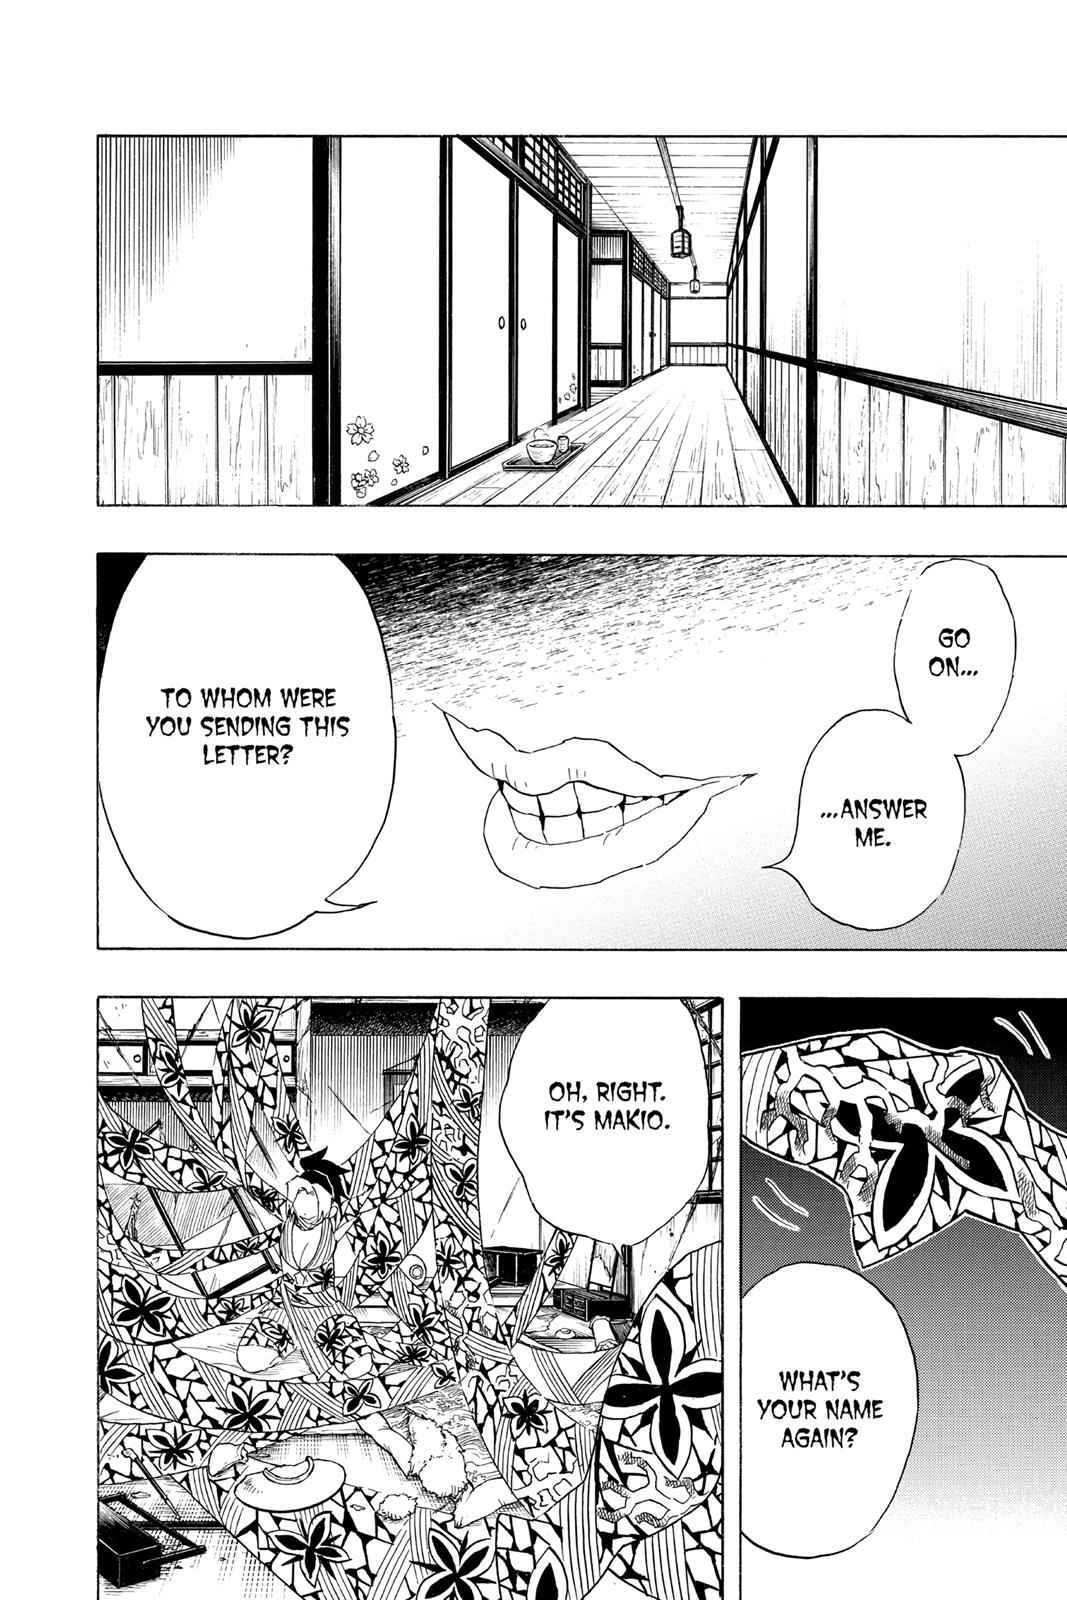 GO
ON...
...ANSWER
ME.
TO WHOM WERE
YOU SENDING THIS
LETTER?
WHAT'S
YOUR NAME
AGAIN?
OH, RIGHT.
IT'S MAKIO.